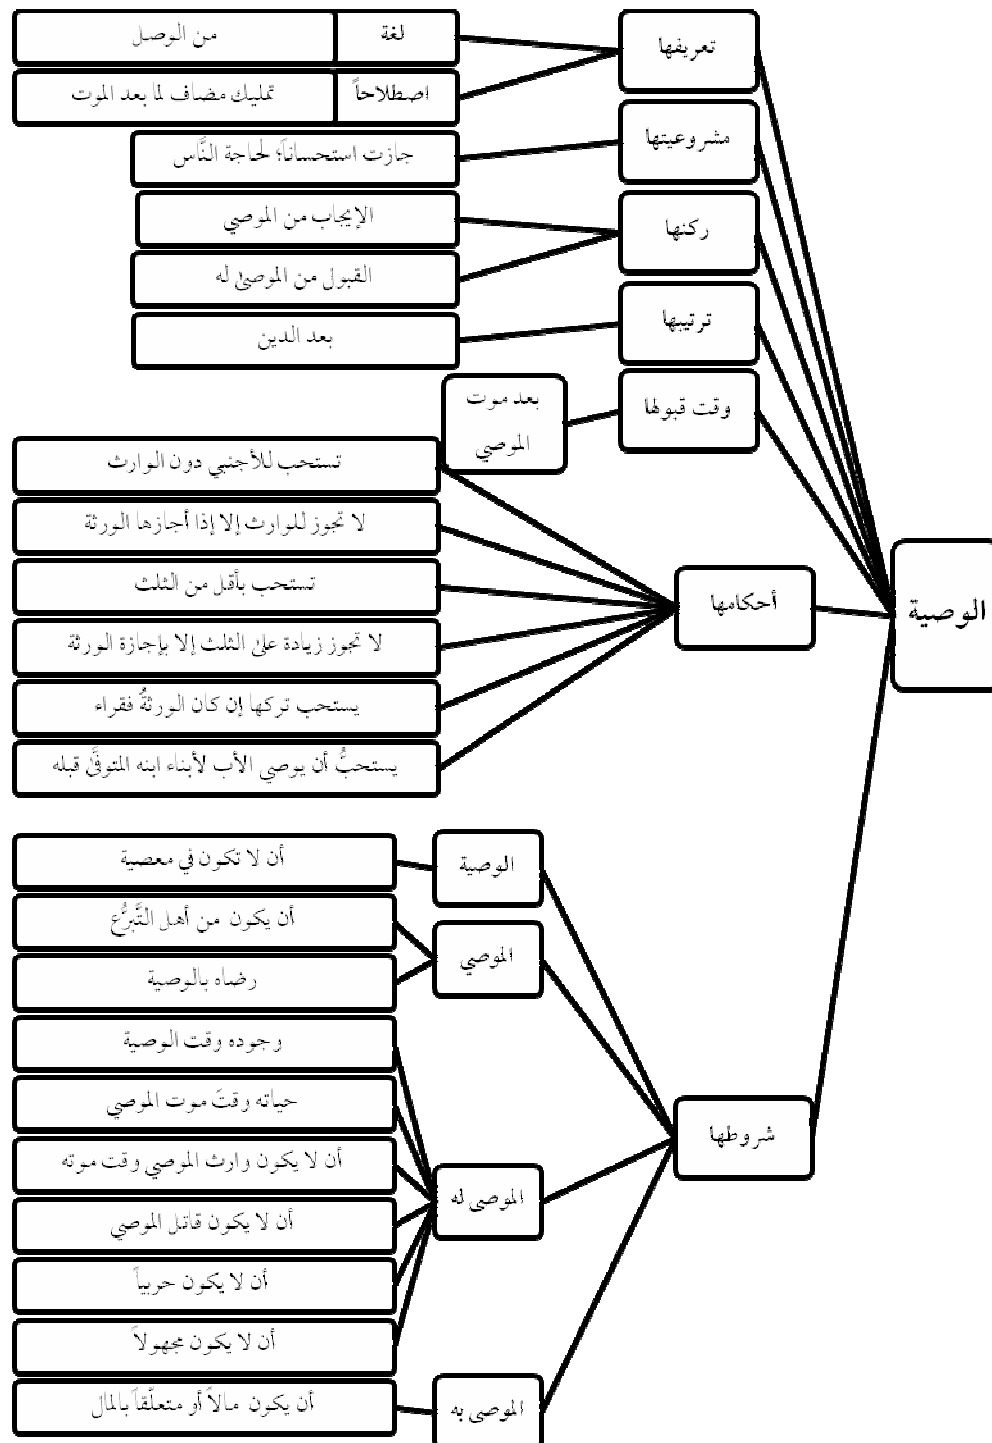 الوصية
تعريفها
لغة
من الوصل
اصطلاحاً
تمليك مضاف لما بعد الموت
مشروعيتها
جازت استحساناً؛ لحاجة النَّاس
ركنها
الإيجاب من الموصي
القبول من الموصى له
ترتيبها
بعد الدين
وقت قبولها
بعد موت
الموصي
أحكامها
تستحب للأجنبي دون الوارث
لا تجوز للوارث إلا إذا أجازها الورثة
تستحب بأقل من الثلث
لا تجوز زيادة على الثلث إلا بإجازة الورثة
يستحب تركها إن كان الورثةُ فقراء
يستحبُّ أن يوصي الأب لأبناء ابنه المتوفَّى قبله
شروطها
الوصية
أن لا تكون في معصية
الموصي
أن يكون من أهل التَّبرُّع
رضاه بالوصية
الموصى له
وجوده وقت الوصية
حياته وقتَ موت الموصي
أن لا يكون وارث الموصي وقت موته
أن لا يكون قاتل الموصي
أن لا يكون حربياً
أن لا يكون مجهولاً
الموصى به
أن يكون مالاً أو متعلّقاً بالمال